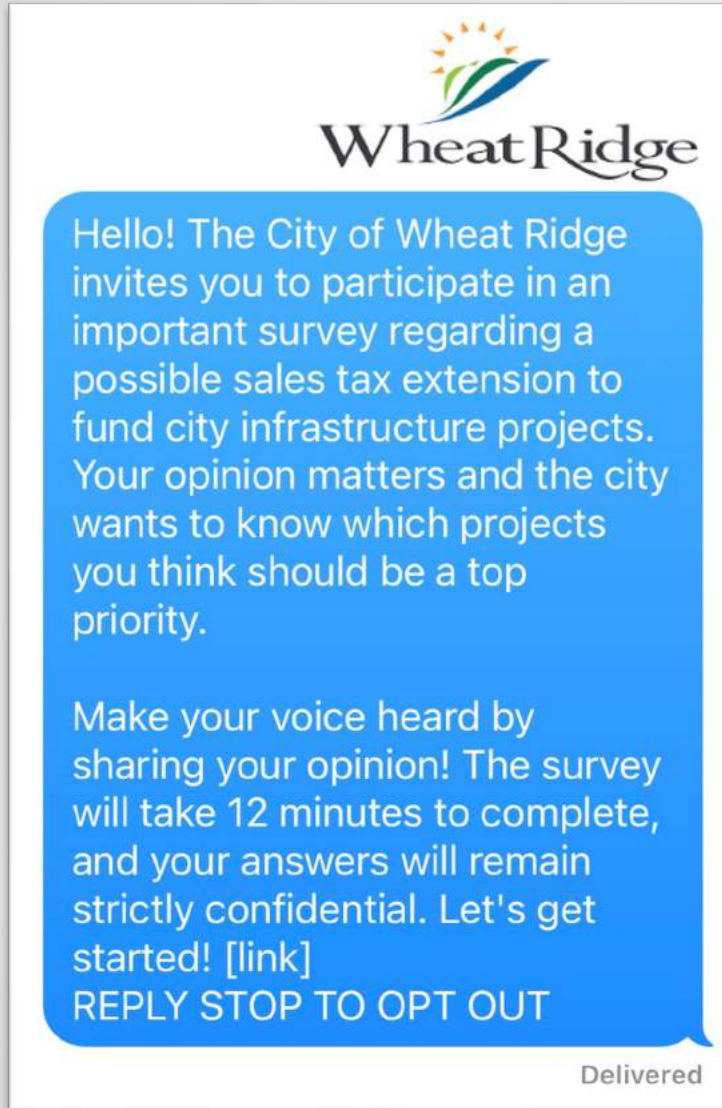 Wheat Ridge
Hello! The City of Wheat Ridge
invites you to participate in an
important survey regarding a
possible sales tax extension to
fund city infrastructure projects.
Your opinion matters and the city
wants to know which projects
you think should be a top
priority.
Make your voice heard by
sharing your opinion! The survey
will take 12 minutes to complete,
and your answers will remain
strictly confidential. Let's get
started! [link]
REPLY STOP TO OPT OUT
Delivered